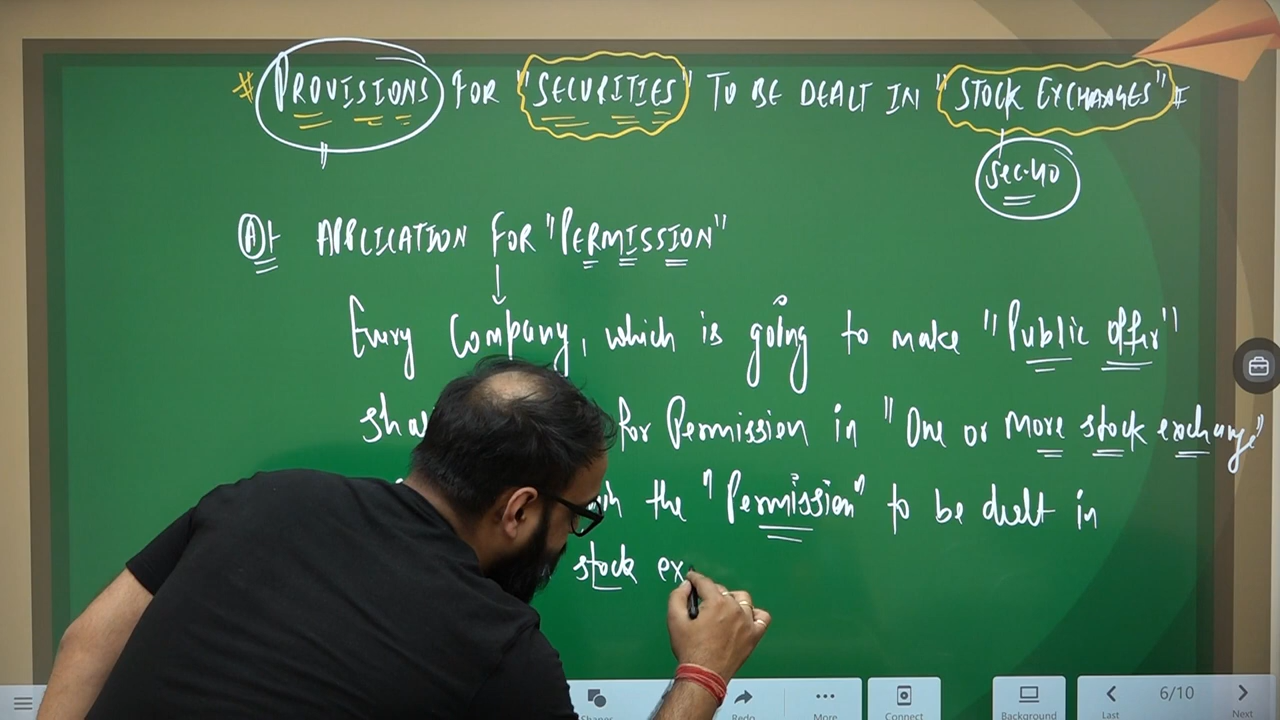 # PROVISIONS FOR "SECURITIES" TO BE DEALT IN "STOCK EXCHANGES" #
Sec.40
(A)+ APPLICATION FOR "PERMISSION"
Every Company, which is going to make "Public offer"
for Permission in "One or More stock exchange"
the "Permission" to be dealt in
stock ex
Shapes Redo More Connect Background Last 6/10 Next